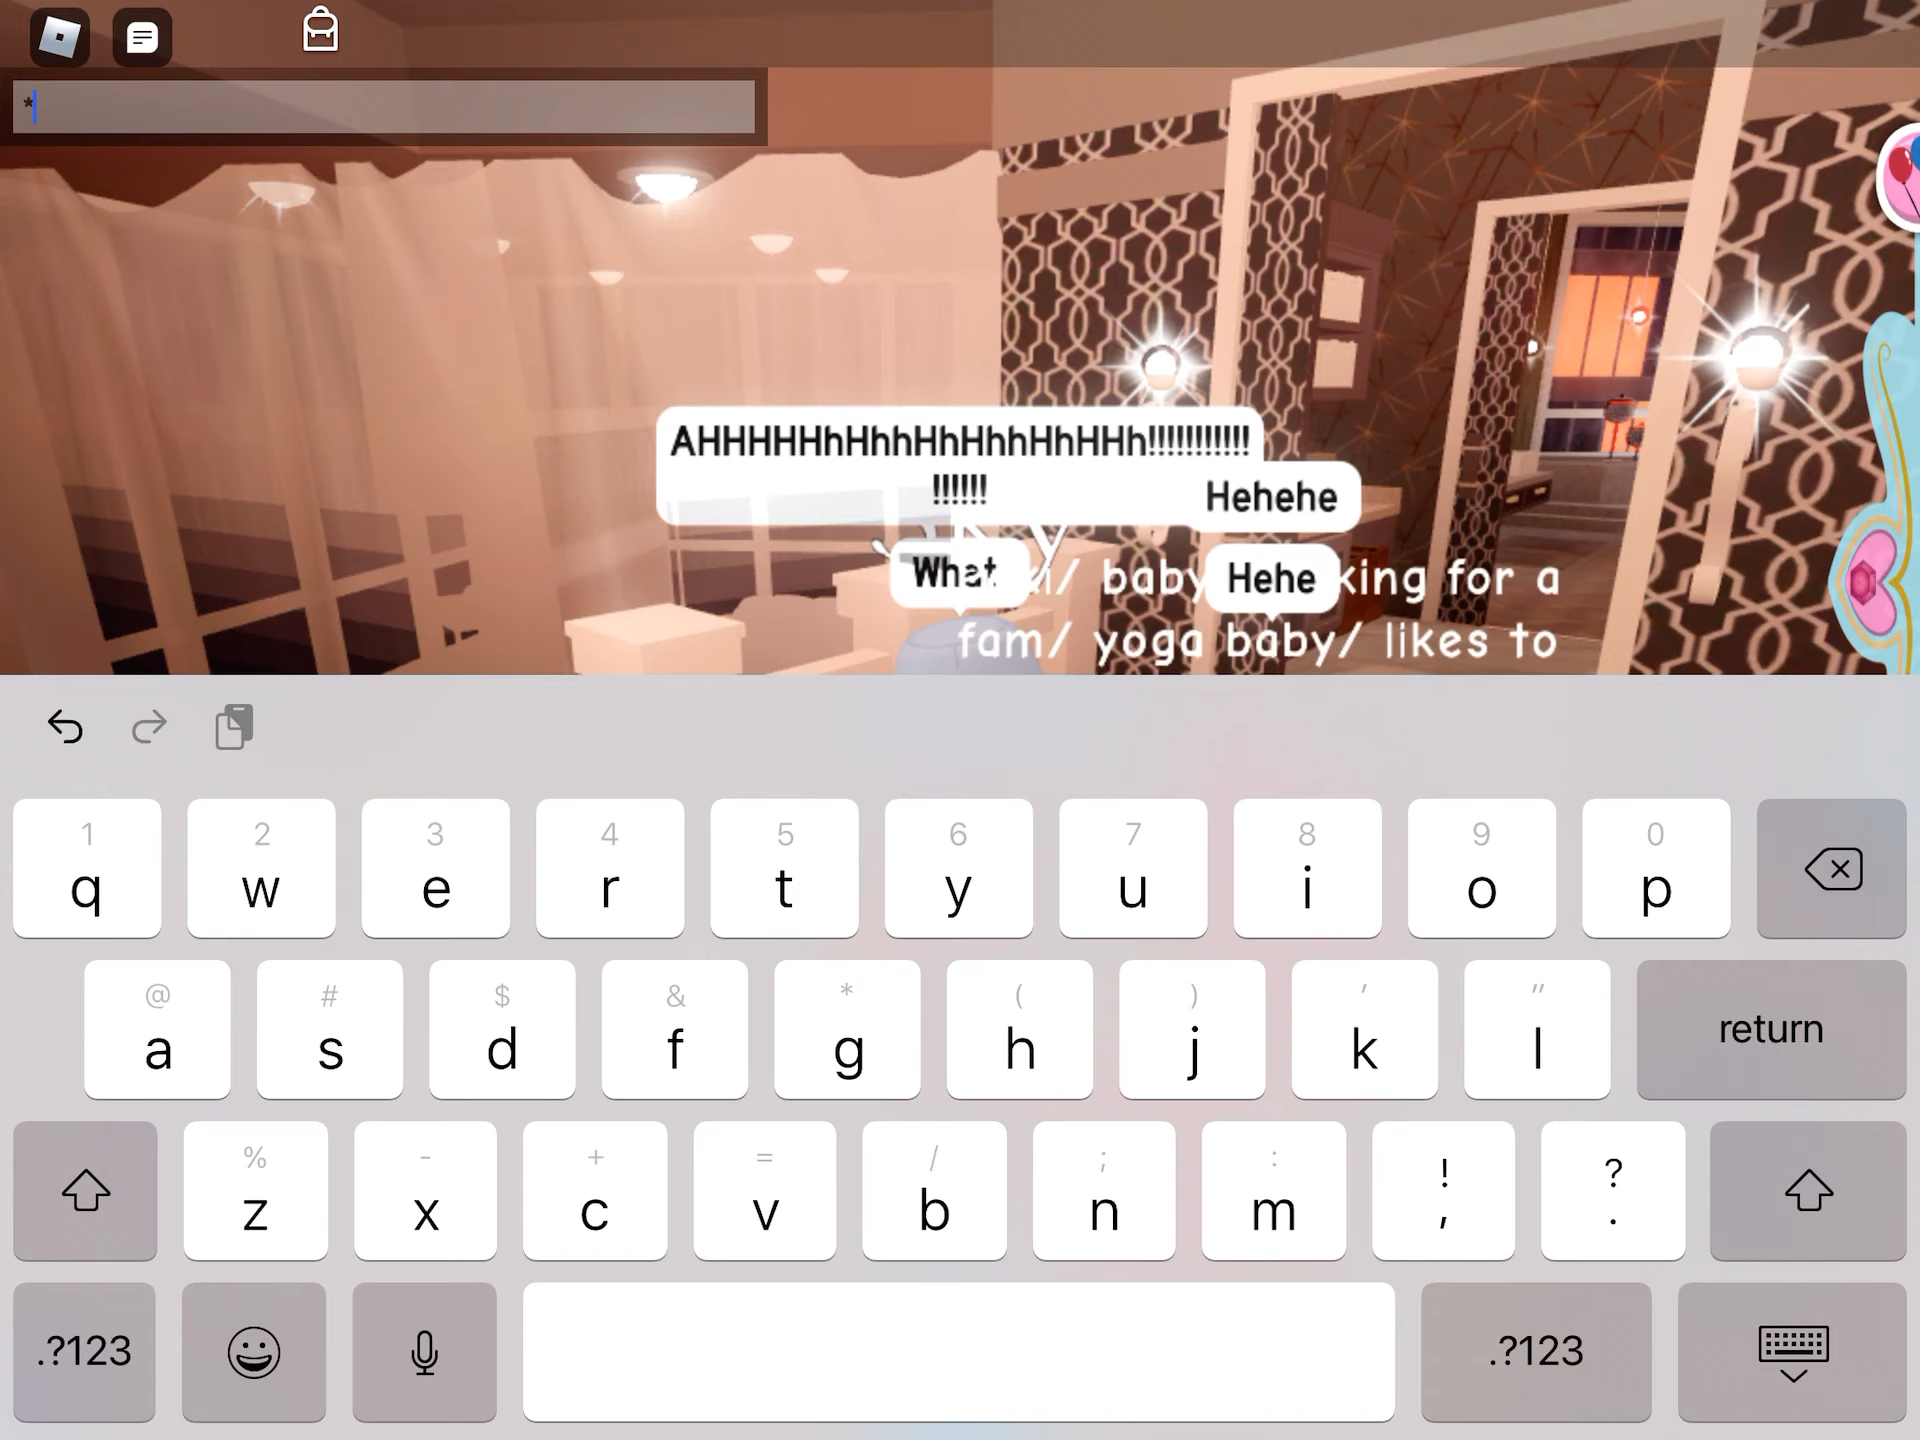 *
AHHHHHhHhhHhHhhHhHHh!!!!!!!!!!!!
!!!!!!
Hehehe
What
baby
Hehe
king for a
fam/ yoga baby/ likes to
1 2 3 4 5 6 7 8 9 0
q w e r t y u i o p
@ # $ & * ( ) ' "
a s d f g h j k l return
% - + = / ; : ! ?
z x c v b n m , .
.?123 .?123